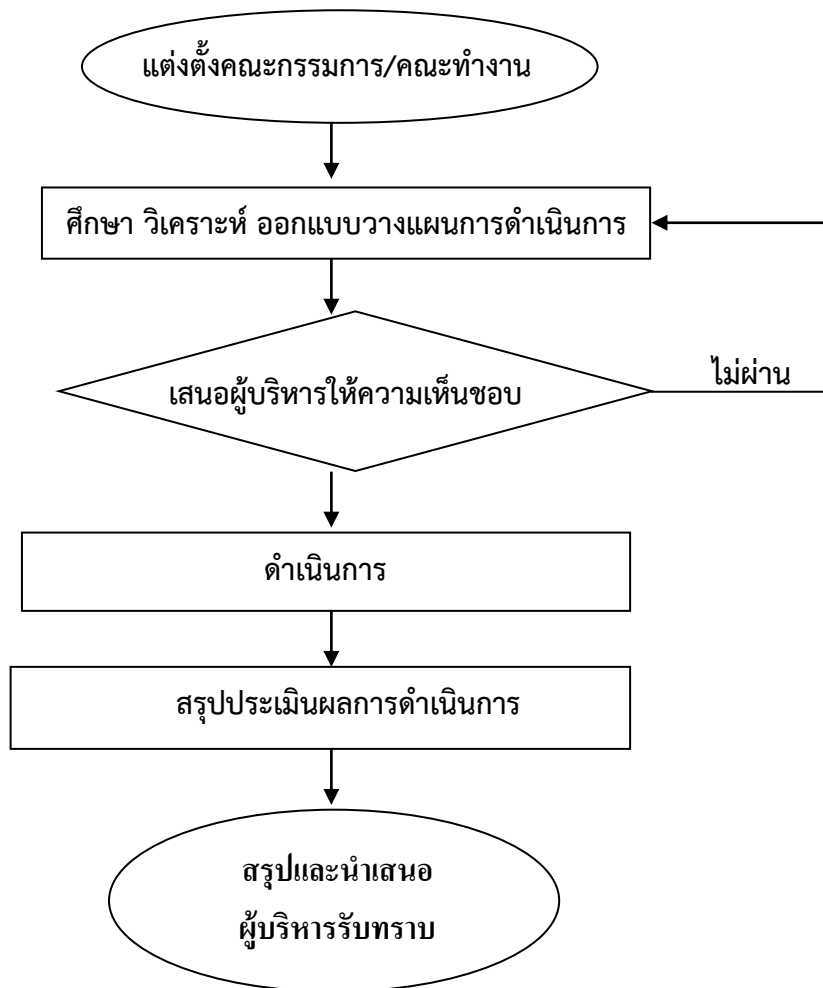 แต่งตั้งคณะกรรมการ/คณะทำงาน
ศึกษา วิเคราะห์ ออกแบบวางแผนการดำเนินการ
ไม่ผ่าน
เสนอผู้บริหารให้ความเห็นชอบ
ดำเนินการ
สรุปประเมินผลการดำเนินการ
สรุปและนำเสนอ
ผู้บริหารรับทราบ